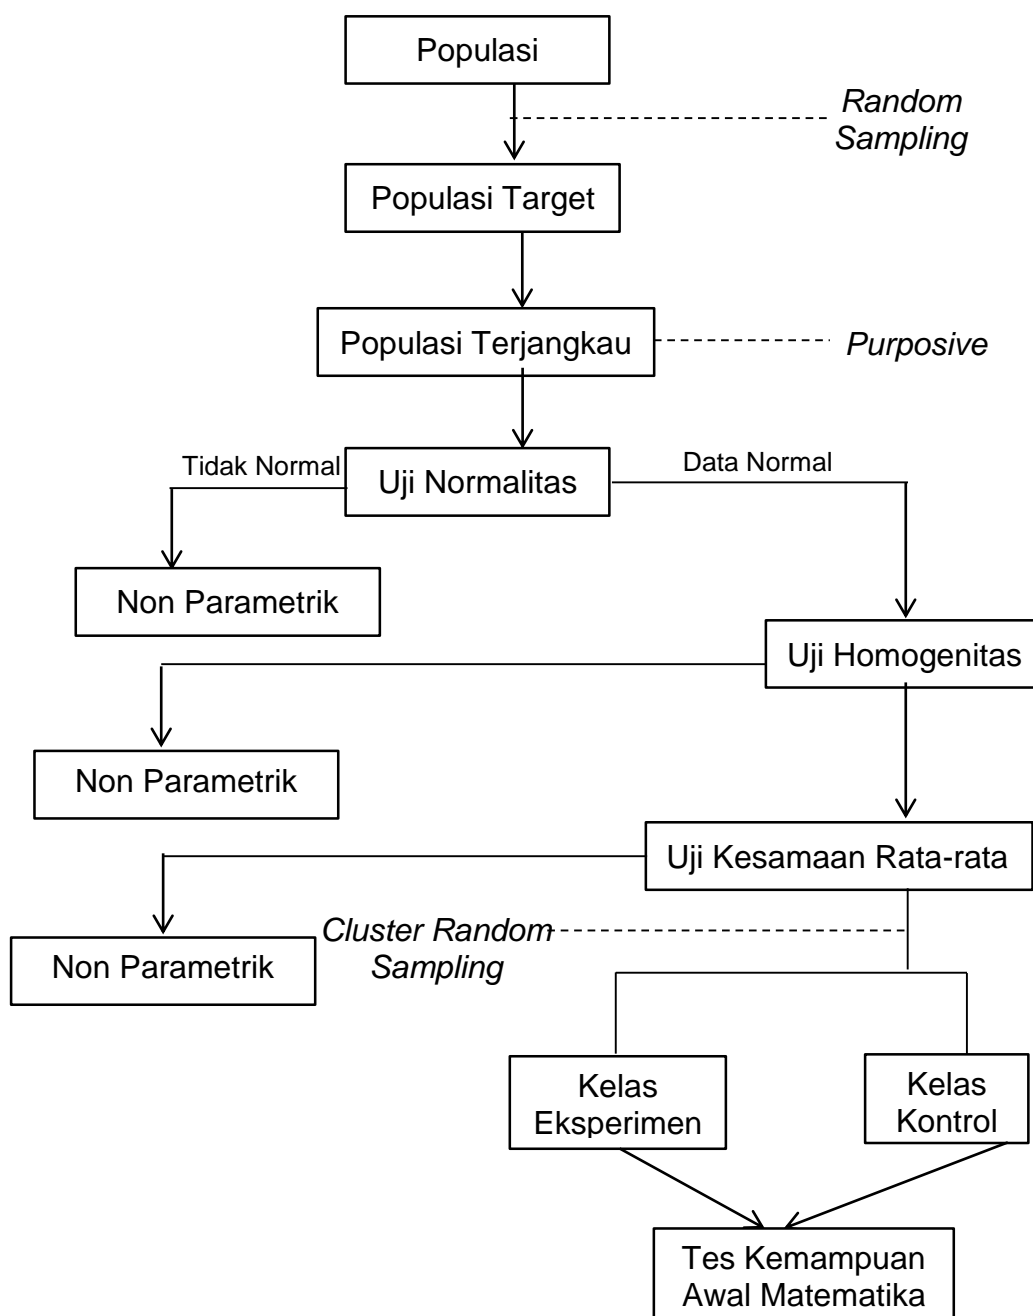 Populasi
Random
Sampling
Populasi Target
Populasi Terjangkau
Purposive
Tidak Normal
Data Normal
Uji Normalitas
Non Parametrik
Uji Homogenitas
Non Parametrik
Uji Kesamaan Rata-rata
Cluster Random
Sampling
Non Parametrik
Kelas
Eksperimen
Kelas
Kontrol
Tes Kemampuan
Awal Matematika